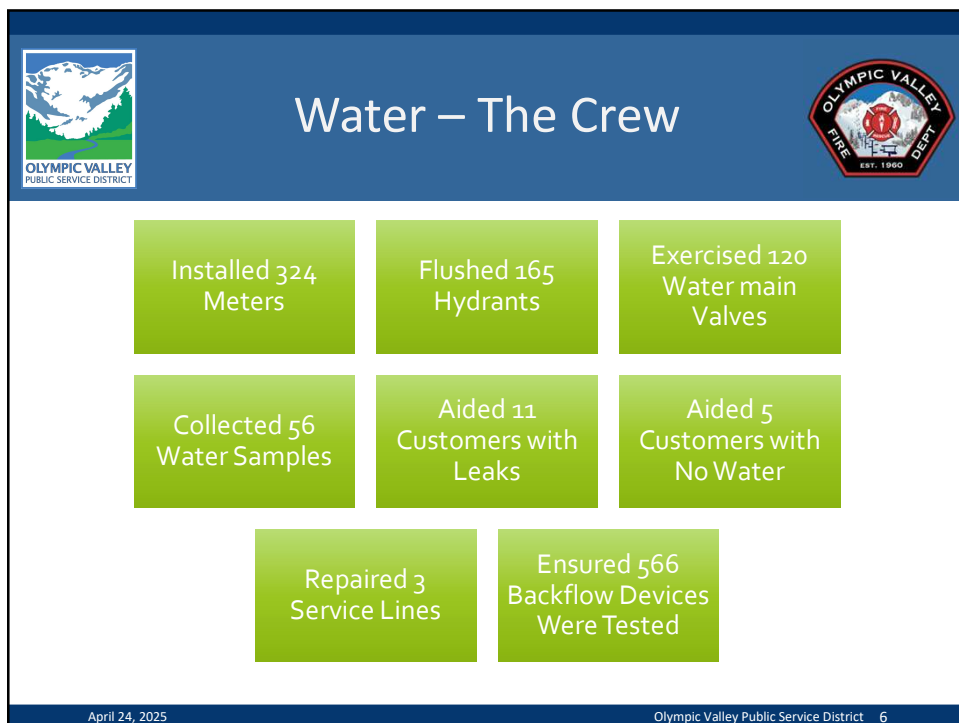 OLYMPIC VALLEY
PUBLIC SERVICE DISTRICT
Water – The Crew
OLYMPIC VALLEY
FIRE DEPT
FIRE
RESCUE
EST. 1960
Installed 324
Meters
Flushed 165
Hydrants
Exercised 120
Water main
Valves
Collected 56
Water Samples
Aided 11
Customers with
Leaks
Aided 5
Customers with
No Water
Repaired 3
Service Lines
Ensured 566
Backflow Devices
Were Tested
April 24, 2025
Olympic Valley Public Service District 6